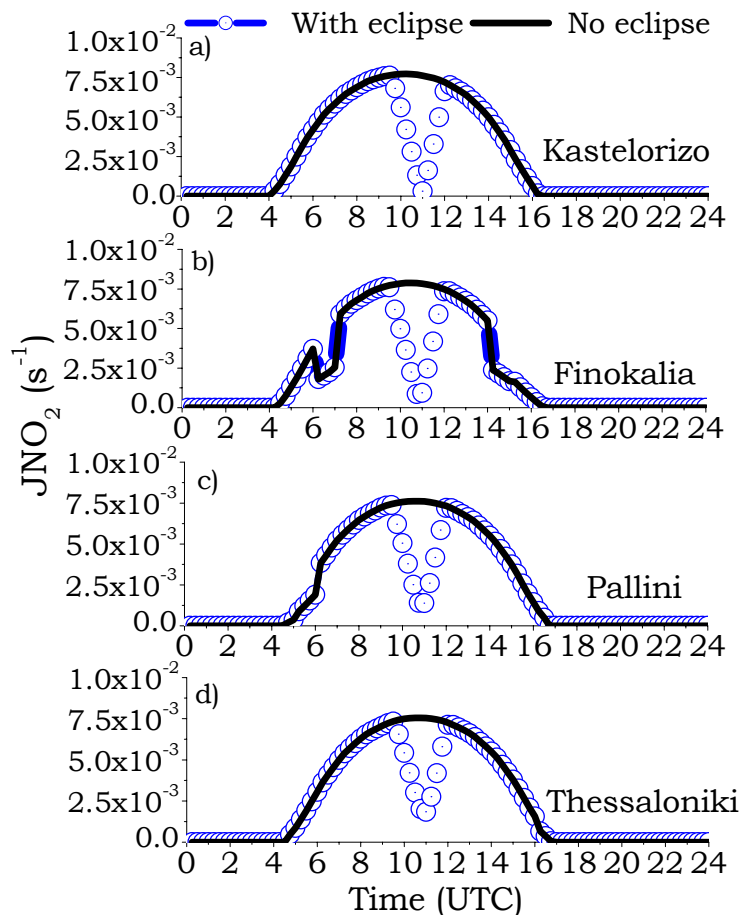 With eclipse No eclipse
a)
1.0x10⁻²
7.5x10⁻³
5.0x10⁻³
2.5x10⁻³
0.0
Kastelorizo
0 2 4 6 8 10 12 14 16 18 20 22 24
b)
1.0x10⁻²
7.5x10⁻³
5.0x10⁻³
2.5x10⁻³
0.0
Finokalia
0 2 4 6 8 10 12 14 16 18 20 22 24
JNO₂ (s⁻¹)
c)
1.0x10⁻²
7.5x10⁻³
5.0x10⁻³
2.5x10⁻³
0.0
Pallini
0 2 4 6 8 10 12 14 16 18 20 22 24
d)
1.0x10⁻²
7.5x10⁻³
5.0x10⁻³
2.5x10⁻³
0.0
Thessaloniki
0 2 4 6 8 10 12 14 16 18 20 22 24
Time (UTC)